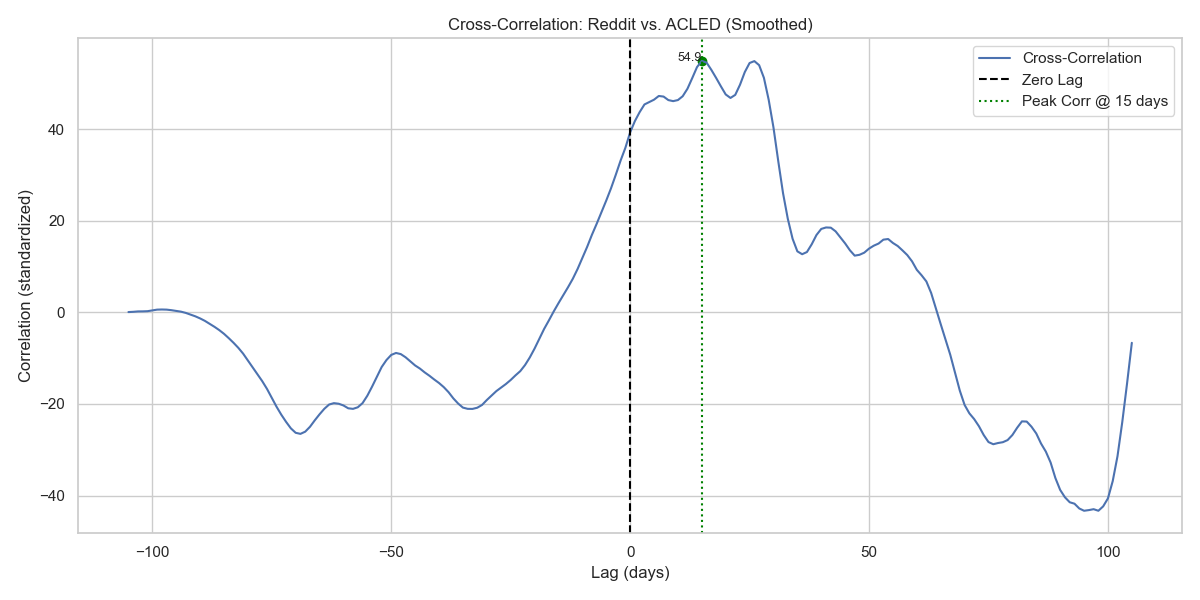 Cross-Correlation: Reddit vs. ACLED (Smoothed)
54.9
Cross-Correlation
Zero Lag
Peak Corr @ 15 days
Correlation (standardized)
40
20
0
−20
−40
−100
−50
0
50
100
Lag (days)